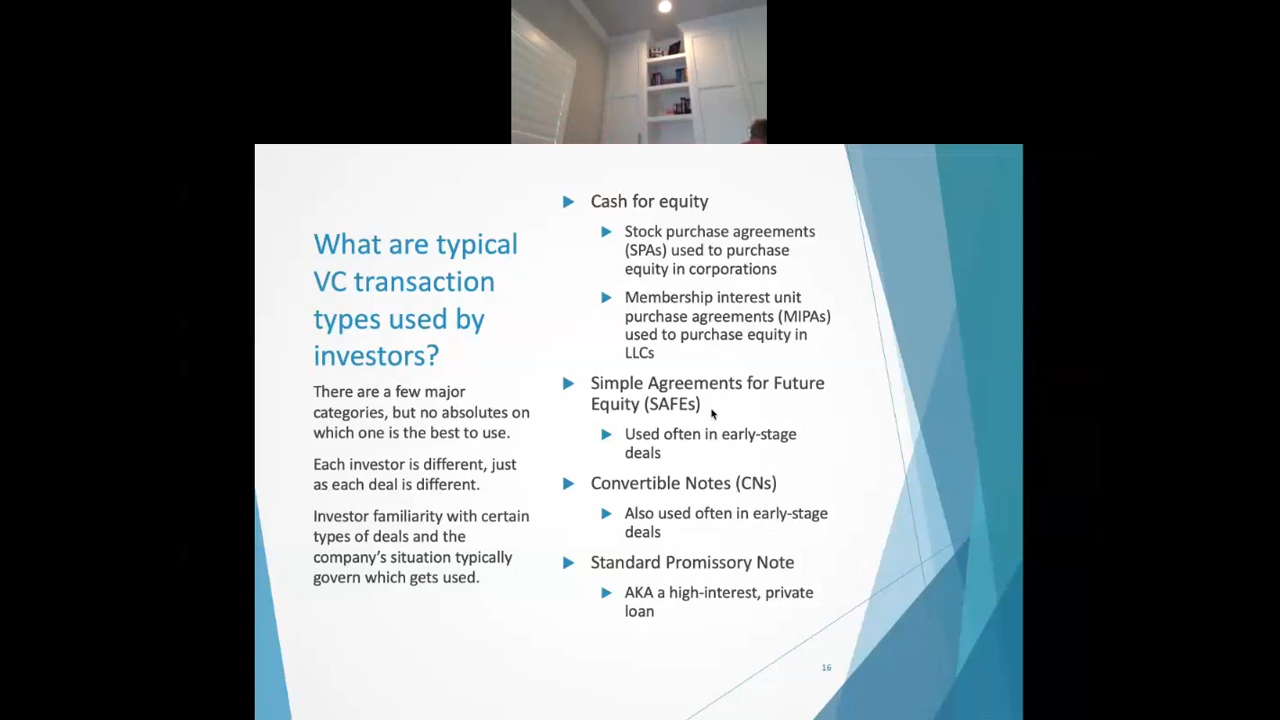 What are typical
VC transaction
types used by
investors?
There are a few major
categories, but no absolutes on
which one is the best to use.
Each investor is different, just
as each deal is different.
Investor familiarity with certain
types of deals and the
company's situation typically
govern which gets used.
Cash for equity
Stock purchase agreements
(SPAs) used to purchase
equity in corporations
Membership interest unit
purchase agreements (MIPAs)
used to purchase equity in
LLCs
Simple Agreements for Future
Equity (SAFEs)
Used often in early-stage
deals
Convertible Notes (CNs)
Also used often in early-stage
deals
Standard Promissory Note
AKA a high-interest, private
loan
16